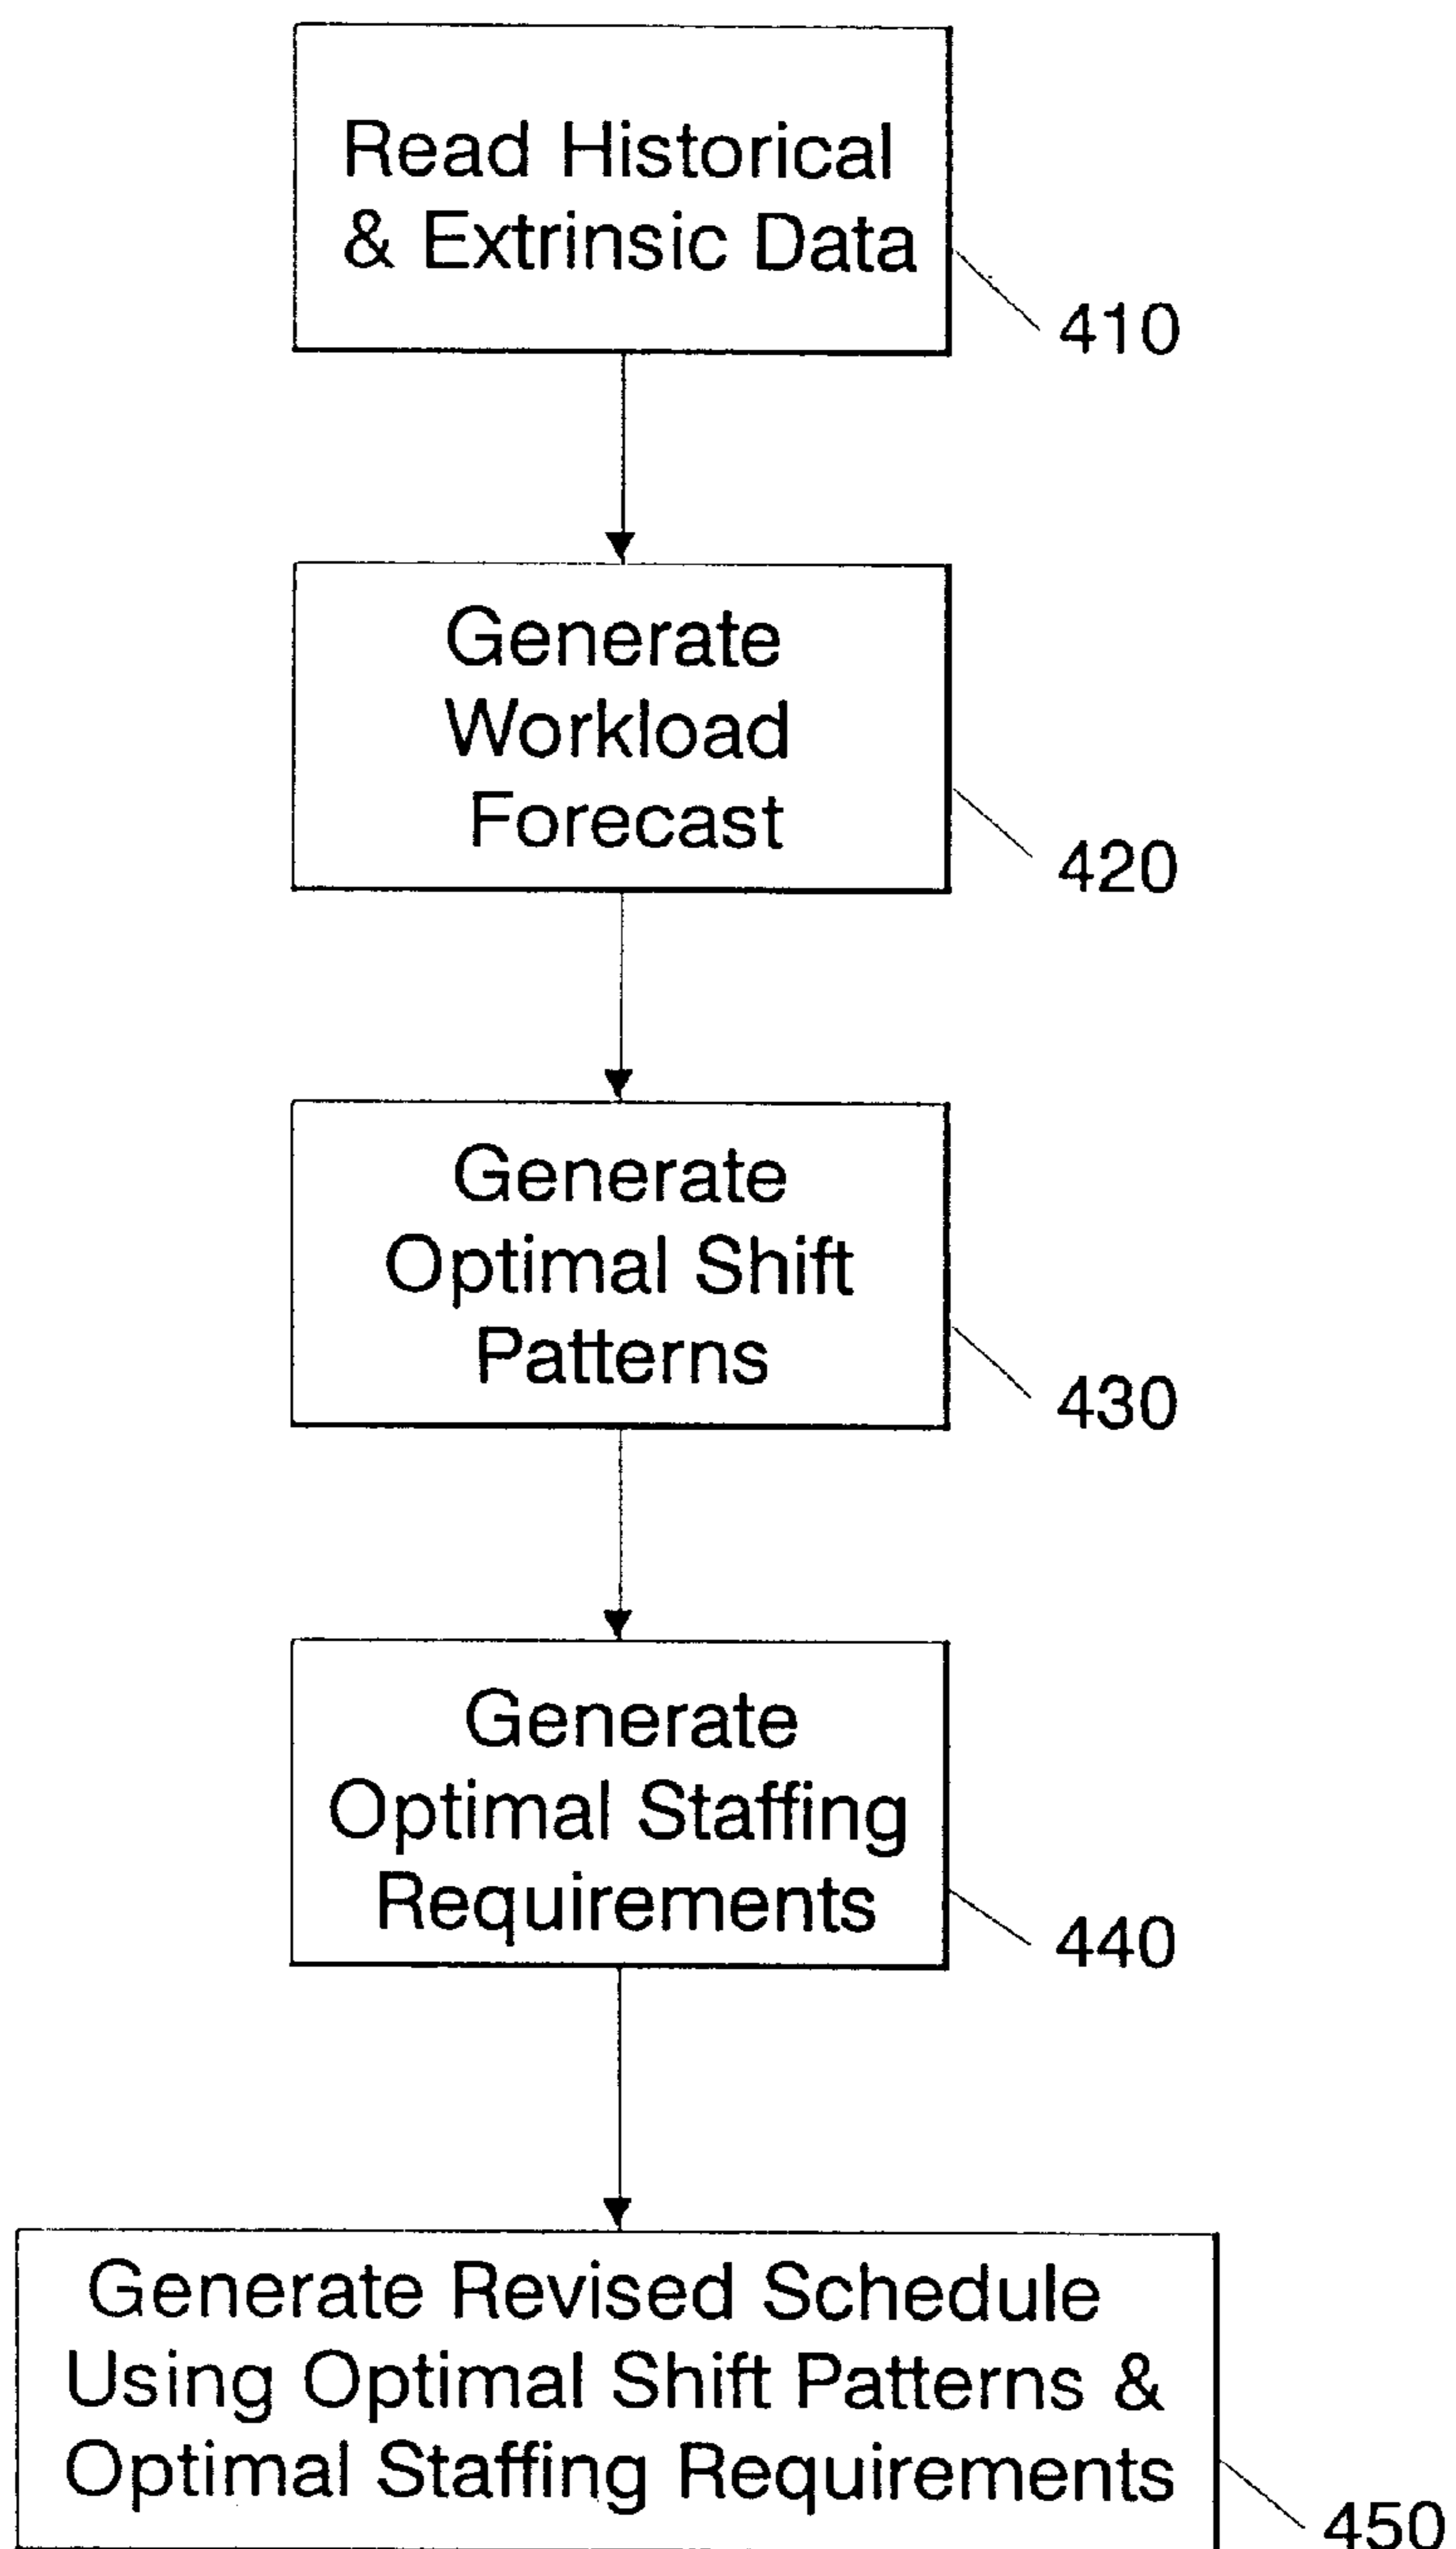 Read Historical
& Extrinsic Data
410
Generate
Workload
Forecast
420
Generate
Optimal Shift
Patterns
430
Generate
Optimal Staffing
Requirements
440
Generate Revised Schedule
Using Optimal Shift Patterns &
Optimal Staffing Requirements
450